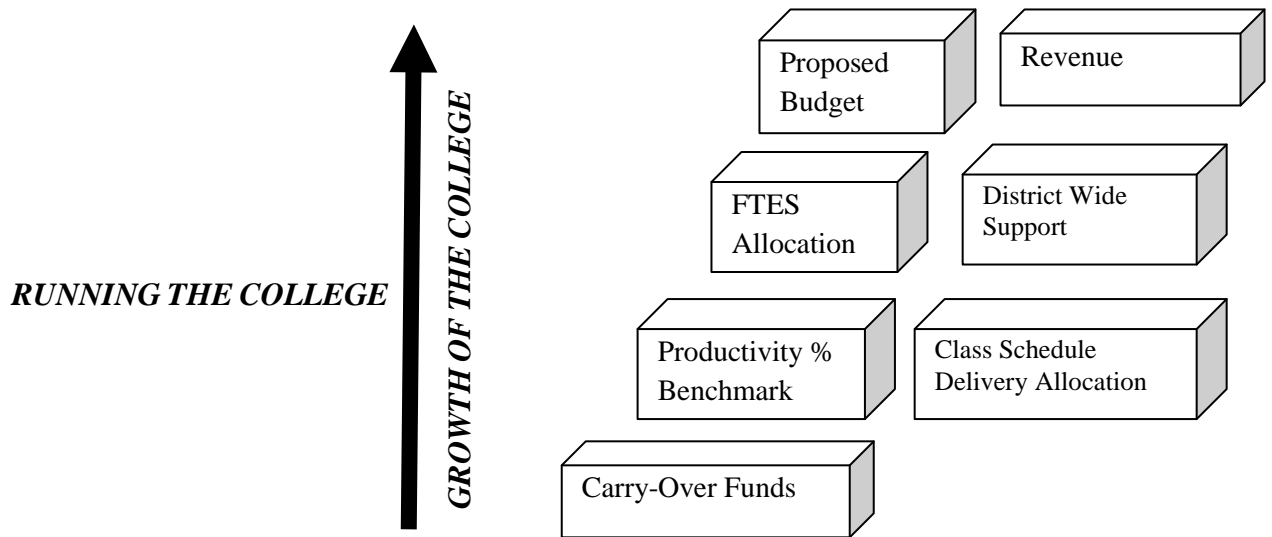 Proposed
Budget
Revenue
FTES
Allocation
District Wide
Support
RUNNING THE COLLEGE
GROWTH OF THE COLLEGE
Productivity %
Benchmark
Class Schedule
Delivery Allocation
Carry-Over Funds